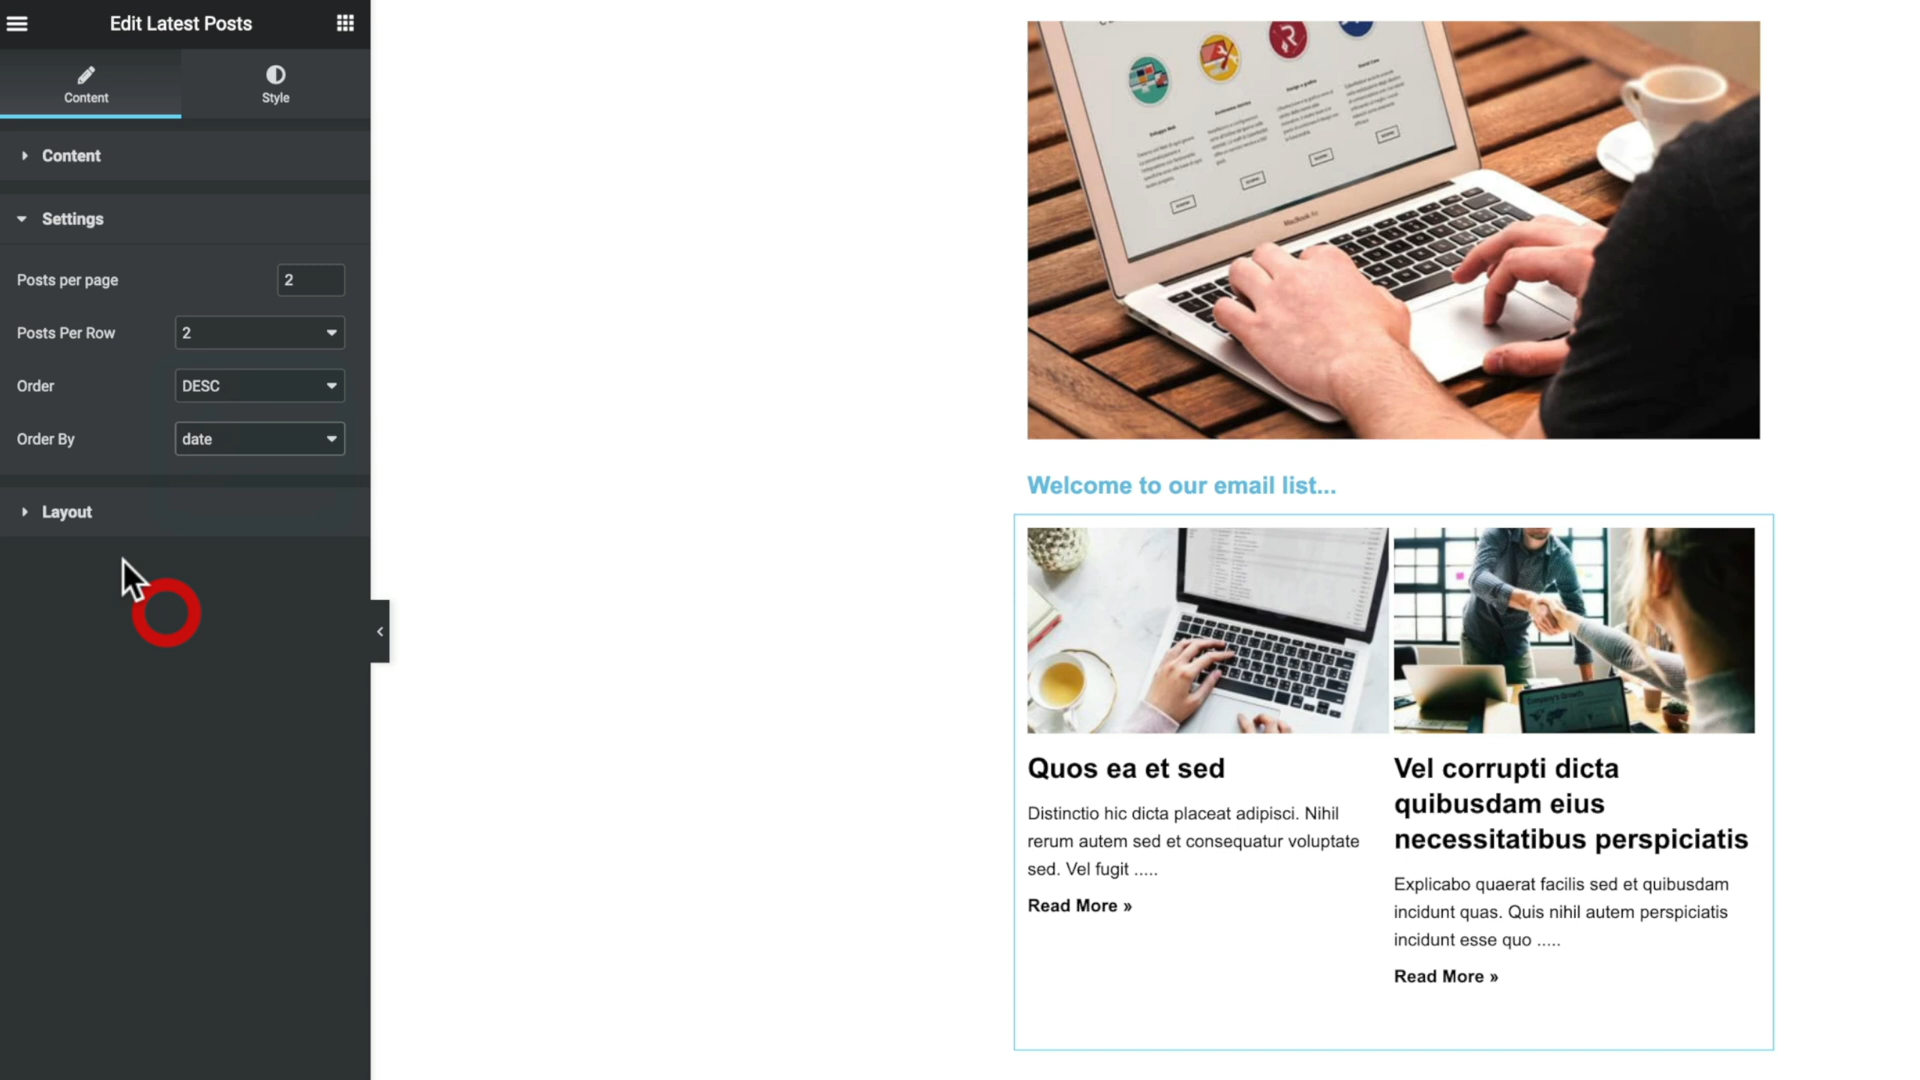 Edit Latest Posts
Content
Style
Content
Settings
Posts per page
2
Posts Per Row
2
Order
DESC
Order By
date
Layout
MacBook Air
Welcome to our email list...
Quos ea et sed
Distinctio hic dicta placeat adipisci. Nihil
rerum autem sed et consequatur voluptate
sed. Vel fugit .....
Read More »
Vel corrupti dicta
quibusdam eius
necessitatibus perspiciatis
Explicabo quaerat facilis sed et quibusdam
incidunt quas. Quis nihil autem perspiciatis
incidunt esse quo .....
Read More »